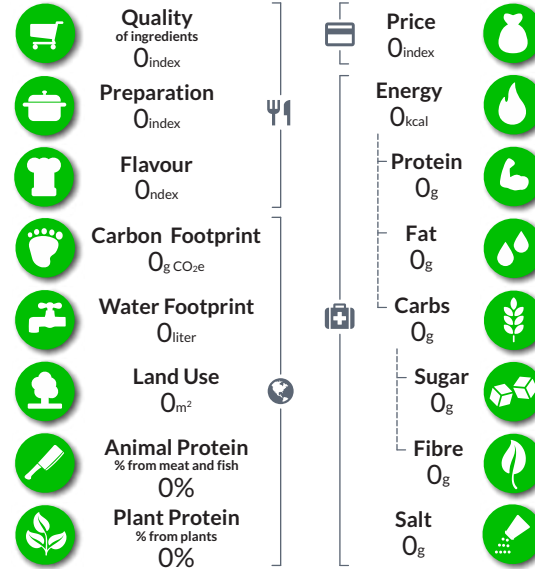 Quality
of ingredients
0index
Preparation
0index
Flavour
0ndex
Carbon Footprint
0g CO₂e
Water Footprint
0liter
Land Use
0m²
Animal Protein
% from meat and fish
0%
Plant Protein
% from plants
0%
Price
0index
Energy
0kcal
Protein
0g
Fat
0g
Carbs
0g
Sugar
0g
Fibre
0g
Salt
0g